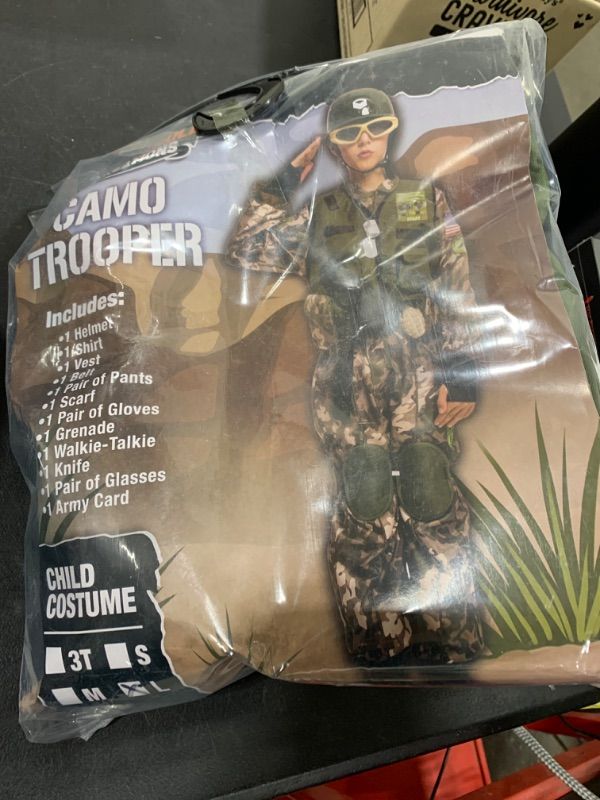 CAMO
TROOPER
Includes:
•1 Helmet
•1 Shirt
•1 Vest
•1 Belt
•1 Pair of Pants
•1 Scarf
•1 Pair of Gloves
•1 Grenade
•1 Walkie-Talkie
•1 Knife
•1 Pair of Glasses
•1 Army Card
CHILD
COSTUME
3T S
M L